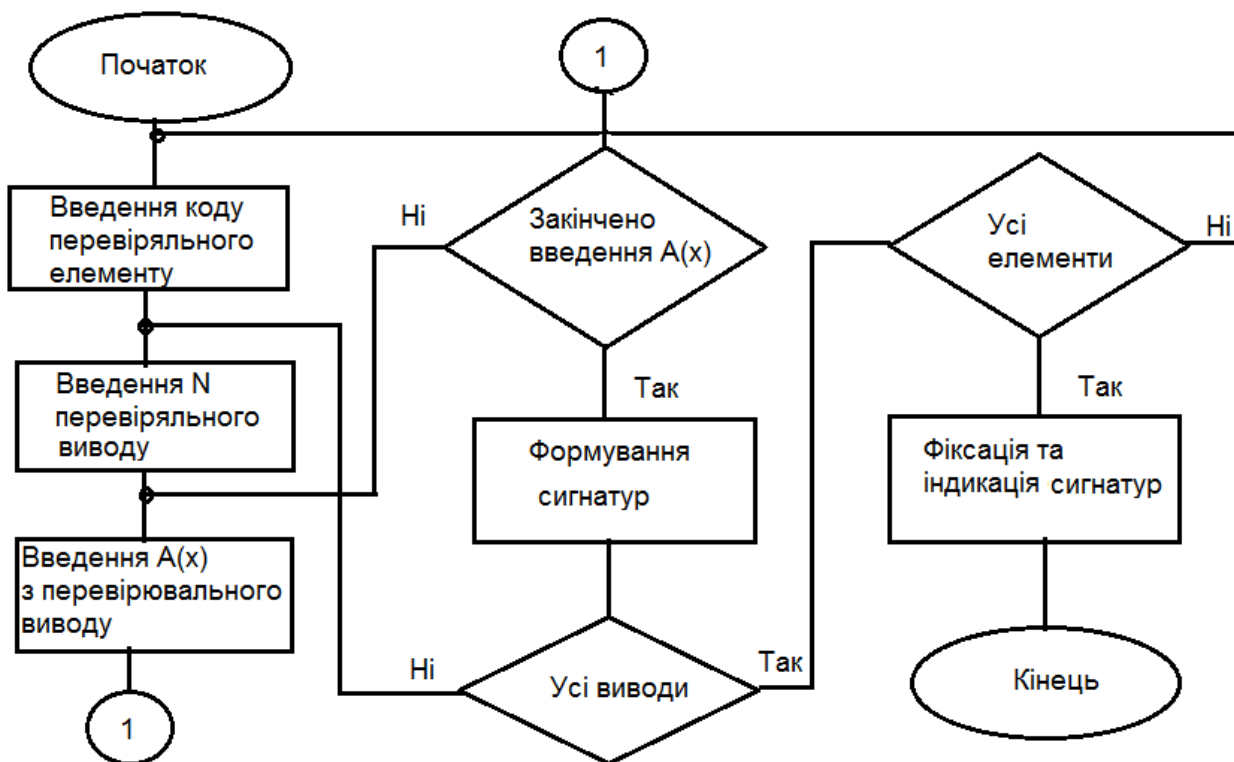 Початок
Введення коду
перевіряльного
елементу
Введення N
перевіряльного
виводу
Введення A(x)
з перевірювального
виводу
1
1
Закінчено
введення A(x)
Ні
Так
Формування
сигнатур
Усі виводи
Ні
Так
Усі
елементи
Ні
Так
Фіксація та
індикація сигнатур
Кінець